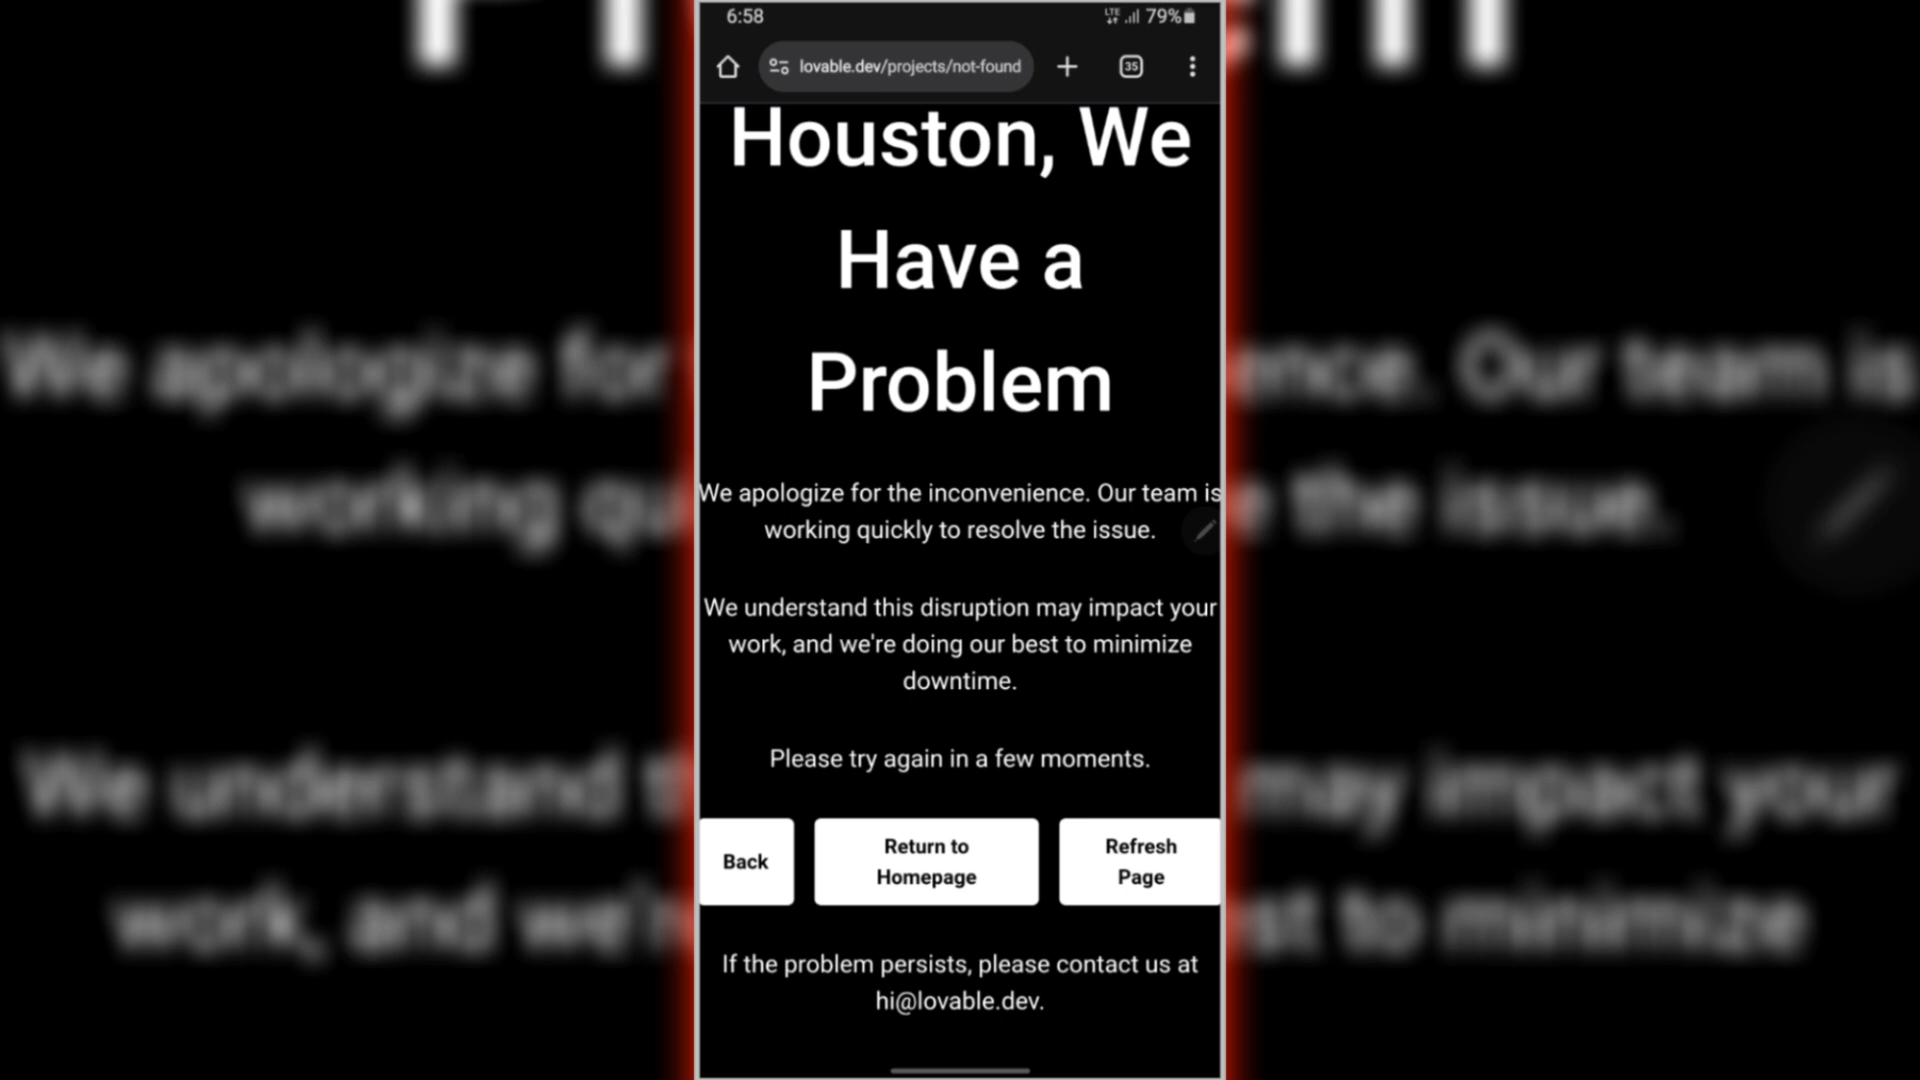 6:58
LTE
79%
lovable.dev/projects/not-found
35
Houston, We
Have a
Problem
We apologize for the inconvenience. Our team is
working quickly to resolve the issue.
We understand this disruption may impact your
work, and we're doing our best to minimize
downtime.
Please try again in a few moments.
Back
Return to
Homepage
Refresh
Page
If the problem persists, please contact us at
hi@lovable.dev.